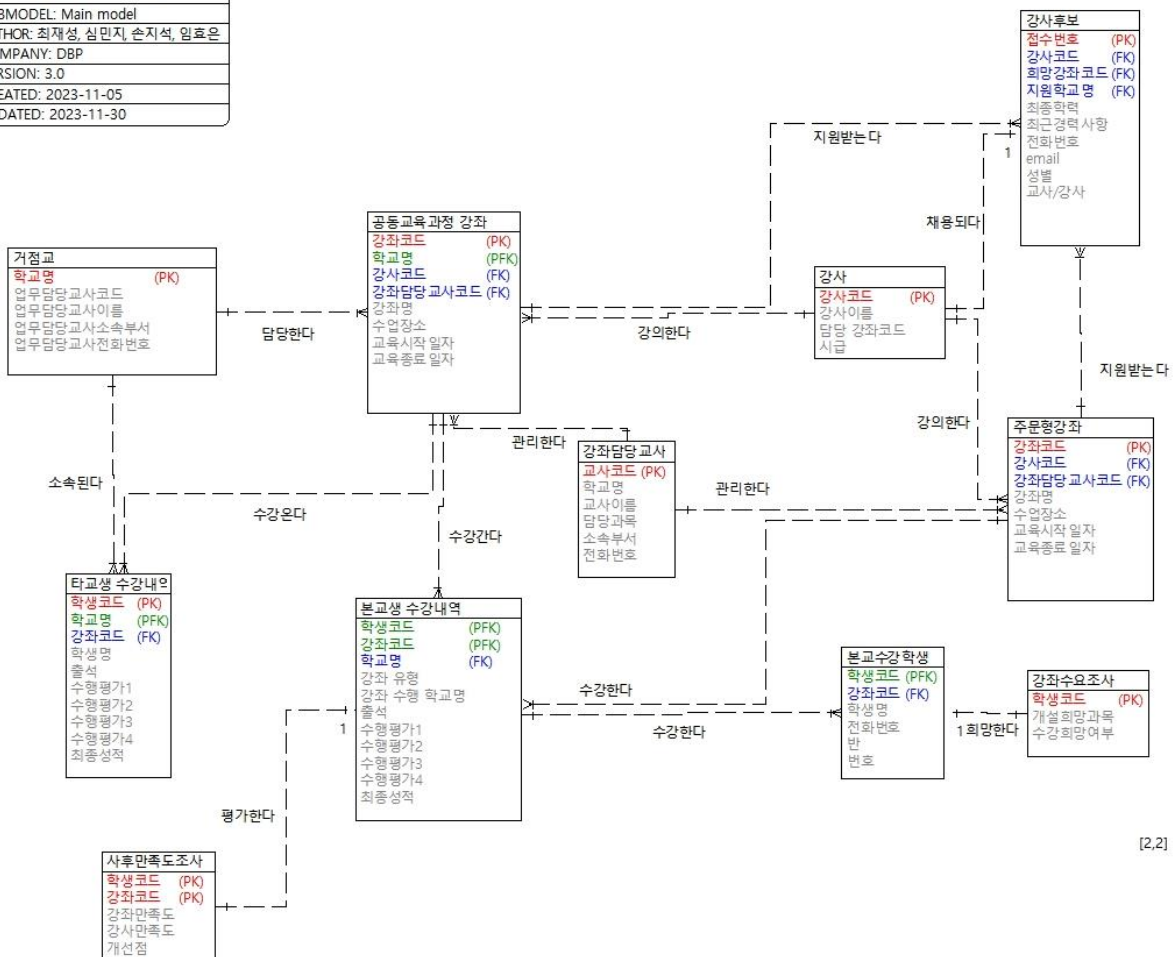 BMODEL: Main model
THOR: 최재성, 심민지, 손지석, 임효은
MPANY: DBP
RSION: 3.0
EATED: 2023-11-05
DATED: 2023-11-30
강사후보
접수번호 (PK)
강사코드 (FK)
희망강좌코드 (FK)
지원학교명 (FK)
최종학력
최근경력사항
전화번호
email
성별
교사/강사
지원받는다
1
채용되다
공동교육과정 강좌
강좌코드 (PK)
학교명 (PFK)
강사코드 (FK)
강좌담당교사코드 (FK)
강좌명
수업장소
교육시작일자
교육종료일자
거점교
학교명 (PK)
업무담당교사코드
업무담당교사이름
업무담당교사소속부서
업무담당교사전화번호
담당한다
강의한다
강사
강사코드 (PK)
강사이름
담당 강좌코드
시급
지원받는다
강의한다
주문형강좌
강좌코드 (PK)
강사코드 (FK)
강좌담당교사코드 (FK)
강좌명
수업장소
교육시작일자
교육종료일자
관리한다
강좌담당교사
교사코드 (PK)
학교명
교사이름
담당과목
소속부서
전화번호
관리한다
소속된다
수강온다
수강간다
타교생 수강내역
학생코드 (PK)
학교명 (PFK)
강좌코드 (FK)
학생명
출석
수행평가1
수행평가2
수행평가3
수행평가4
최종성적
본교생 수강내역
학생코드 (PFK)
강좌코드 (PFK)
학교명 (FK)
강좌 유형
강좌 수행 학교명
출석
수행평가1
수행평가2
수행평가3
수행평가4
최종성적
1
수강한다
수강한다
본교수강학생
학생코드 (PFK)
강좌코드 (FK)
학생명
전화번호
반
번호
1 희망한다
강좌수요조사
학생코드 (PK)
개설희망과목
수강희망여부
평가한다
사후만족도조사
학생코드 (PK)
강좌코드 (PK)
강좌만족도
강사만족도
개선점
[2,2]